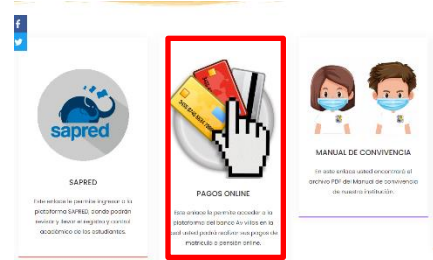 sapred
SAPRED
Este enlace le permite ingresar a la
plataforma SAPRED, donde podrán
revisar y llevar el registro y control
académico de los estudiantes.
PAGOS ONLINE
Este enlace le permite acceder a la
plataforma del banco Av villas en la
cual usted podrá realizar sus pagos de
matrícula o pensión online.
MANUAL DE CONVIVENCIA
En este enlace usted encontrará el
archivo PDF del Manual de convivencia
de nuestra institución.